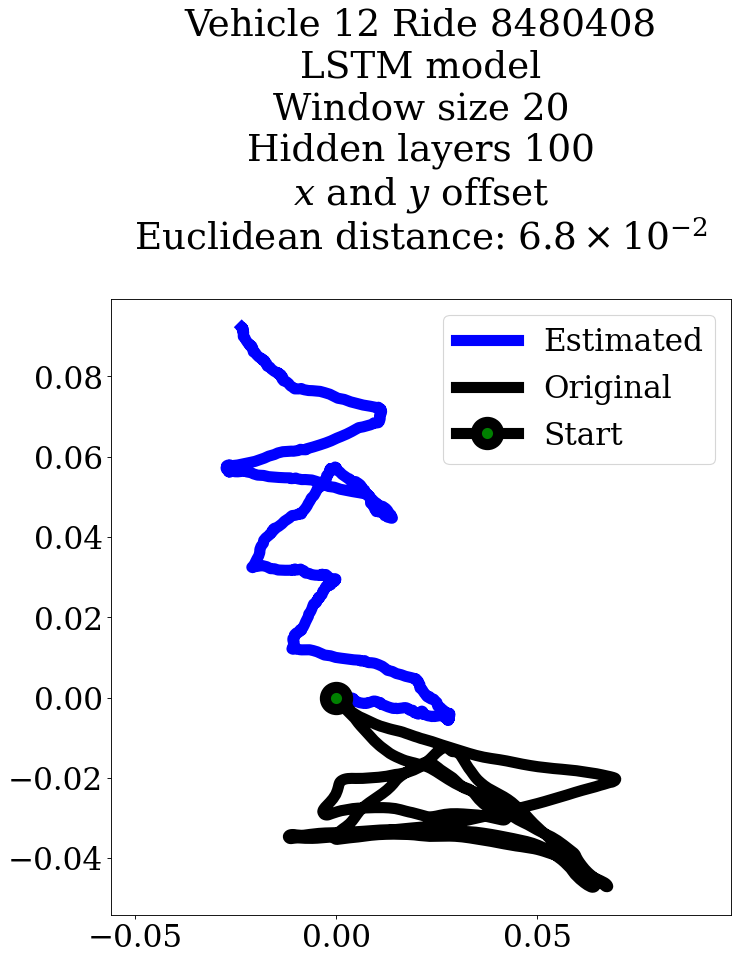 Vehicle 12 Ride 8480408
LSTM model
Window size 20
Hidden layers 100
x and y offset
Euclidean distance: 6.8 × 10⁻²
Estimated
Original
Start
0.08
0.06
0.04
0.02
0.00
−0.02
−0.04
−0.05 0.00 0.05